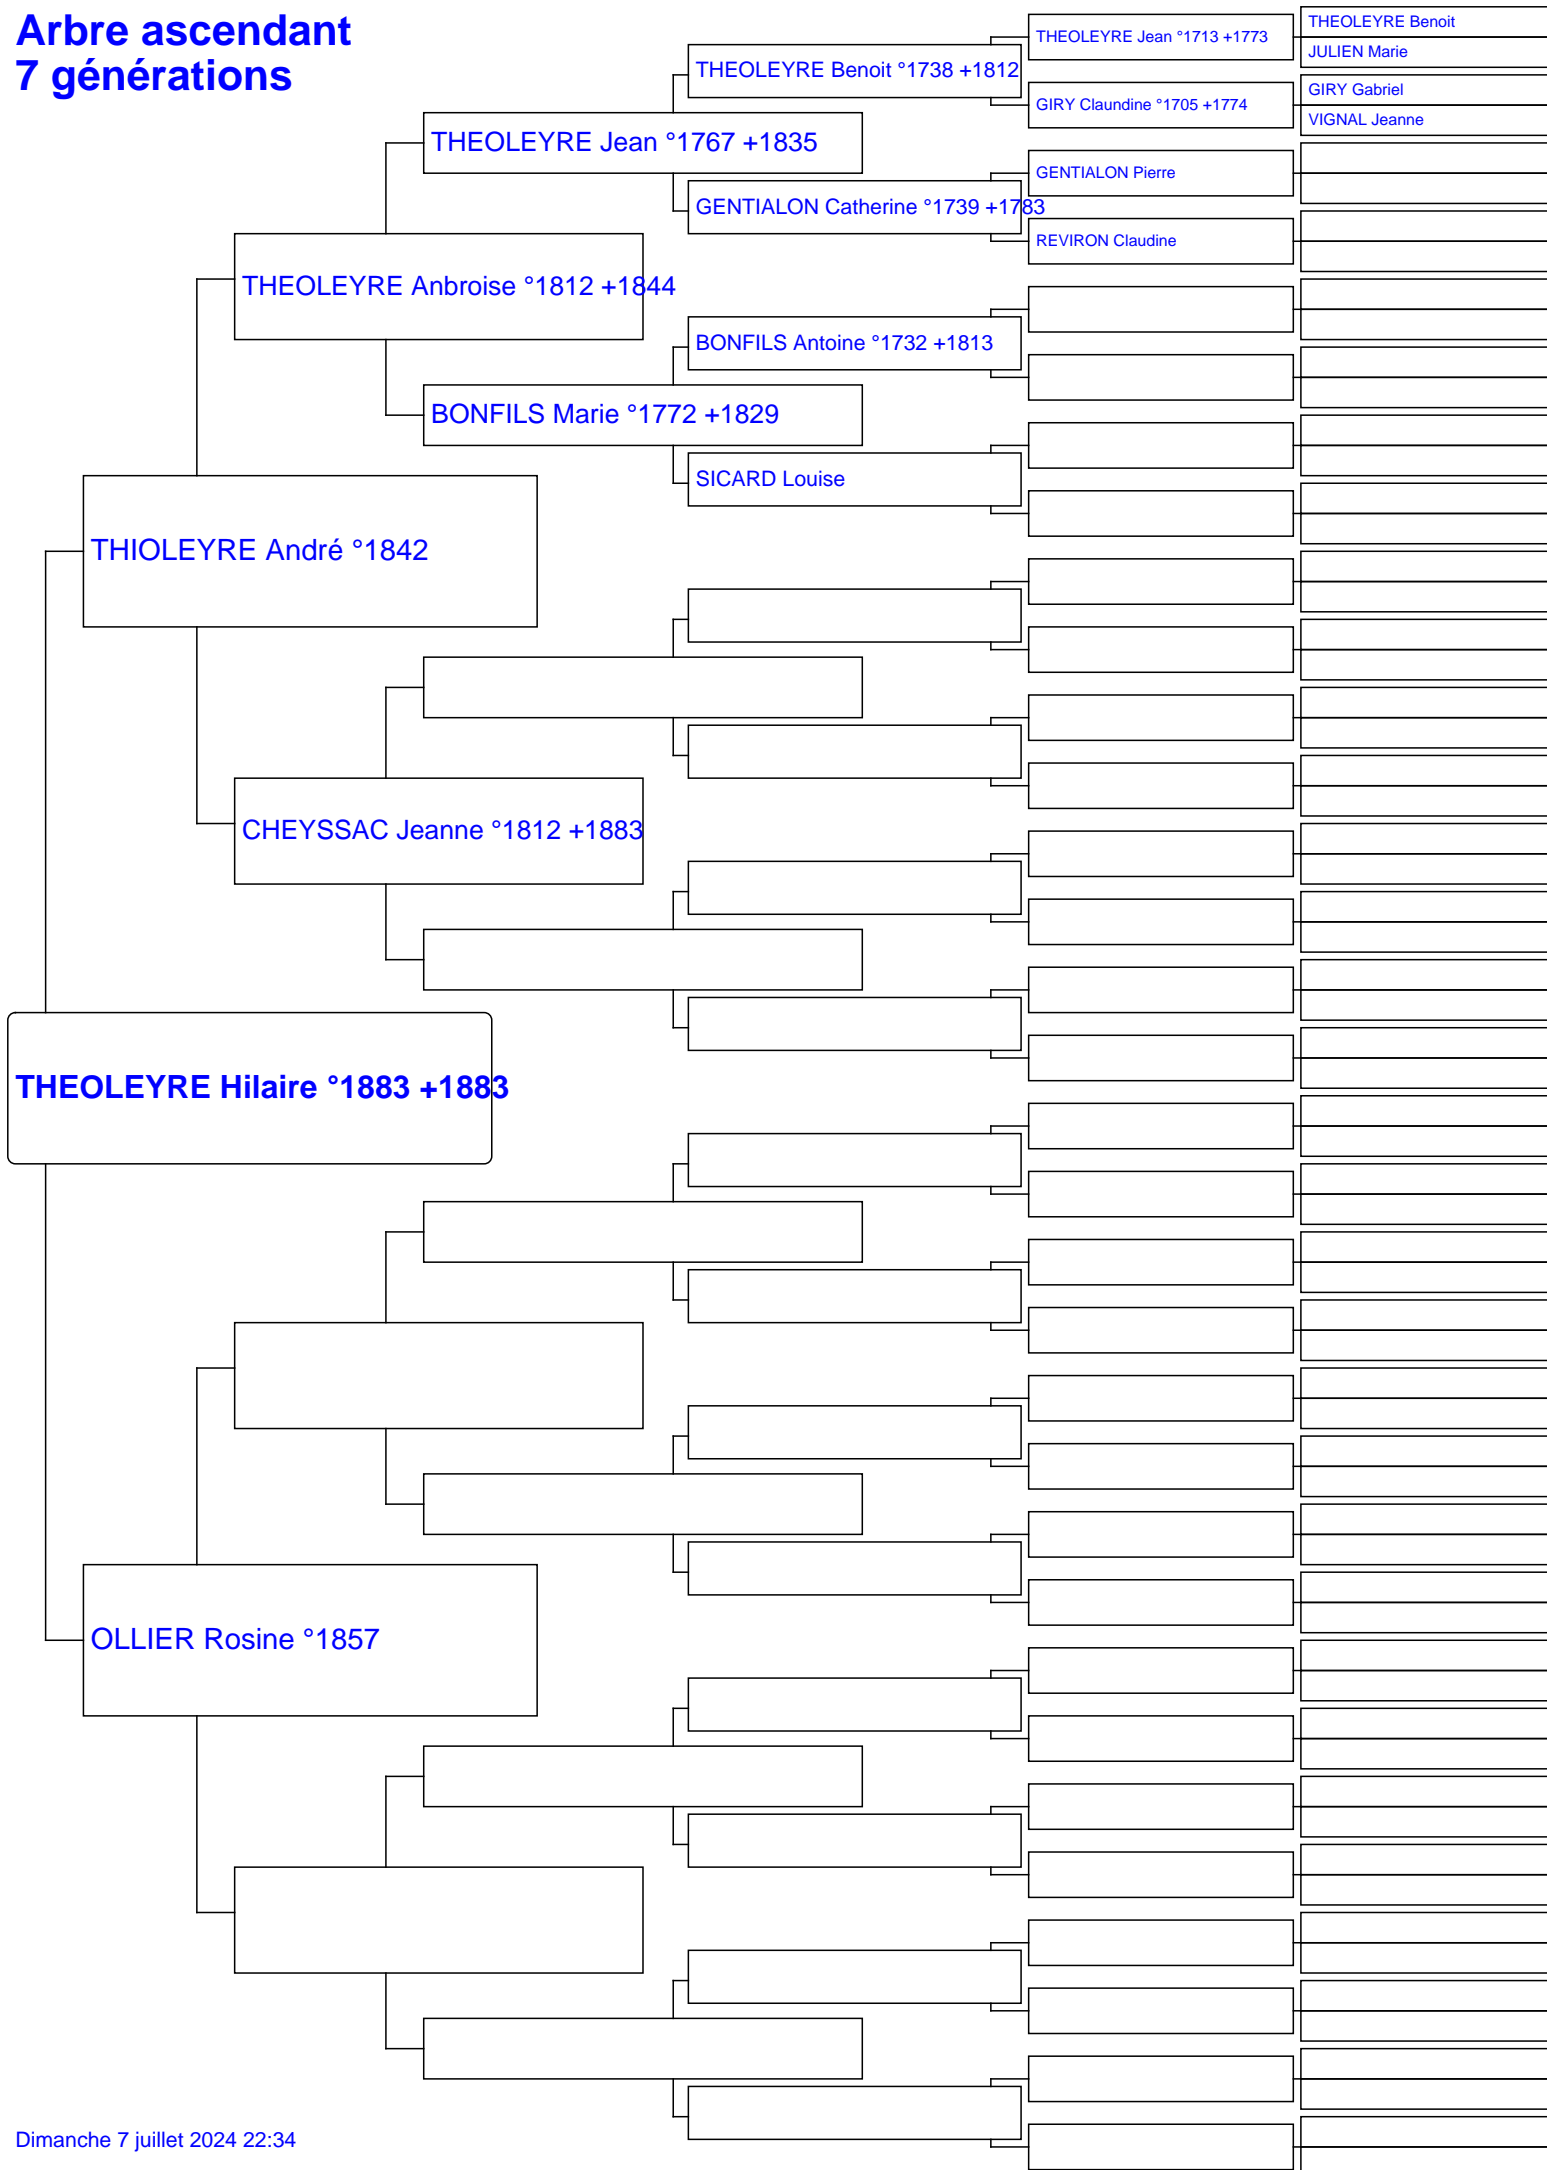 Arbre ascendant
7 générations
THEOLEYRE Benoit
THEOLEYRE Jean °1713 +1773
JULIEN Marie
THEOLEYRE Benoit °1738 +1812
GIRY Gabriel
GIRY Claundine °1705 +1774
VIGNAL Jeanne
THEOLEYRE Jean °1767 +1835
GENTIALON Pierre
GENTIALON Catherine °1739 +1783
REVIRON Claudine
THEOLEYRE Anbroise °1812 +1844
BONFILS Antoine °1732 +1813
BONFILS Marie °1772 +1829
SICARD Louise
THIOLEYRE André °1842
CHEYSSAC Jeanne °1812 +1883
THEOLEYRE Hilaire °1883 +1883
OLLIER Rosine °1857
Dimanche 7 juillet 2024 22:34